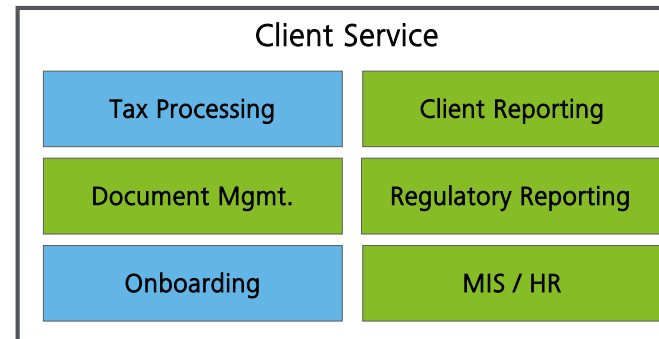 Client Service
Tax Processing
Client Reporting
Document Mgmt.
Regulatory Reporting
Onboarding
MIS / HR